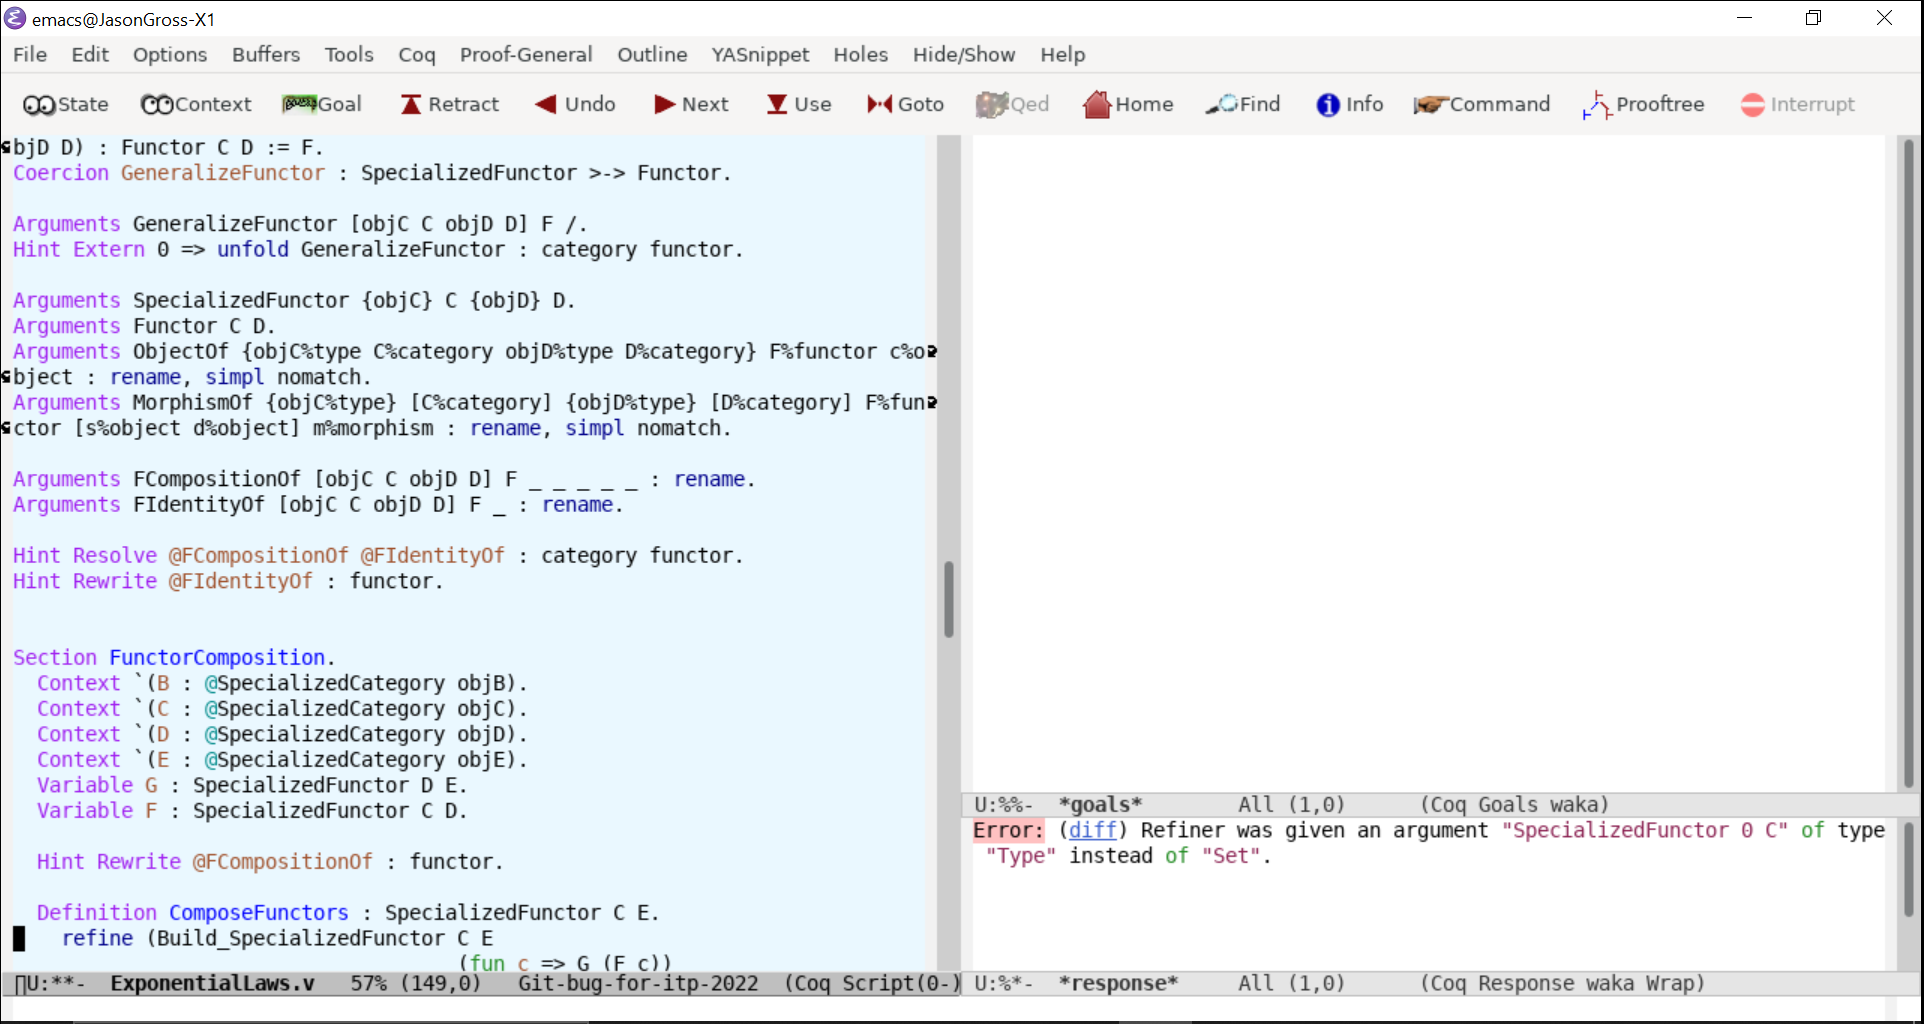 emacs@JasonGross-X1
File Edit Options Buffers Tools Coq Proof-General Outline YASnippet Holes Hide/Show Help
State Context Goal Retract Undo Next Use Goto Qed Home Find Info Command Prooftree Interrupt
bjD D) : Functor C D := F.
Coercion GeneralizeFunctor : SpecializedFunctor >-> Functor.
Arguments GeneralizeFunctor [objC C objD D] F /.
Hint Extern 0 => unfold GeneralizeFunctor : category functor.
Arguments SpecializedFunctor {objC} C {objD} D.
Arguments Functor C D.
Arguments ObjectOf {objC%type C%category objD%type D%category} F%functor c%o
bject : rename, simpl nomatch.
Arguments MorphismOf {objC%type} [C%category] {objD%type} [D%category] F%fun
ctor [s%object d%object] m%morphism : rename, simpl nomatch.
Arguments FCompositionOf [objC C objD D] F _ _ _ _ _ : rename.
Arguments FIdentityOf [objC C objD D] F _ : rename.
Hint Resolve @FCompositionOf @FIdentityOf : category functor.
Hint Rewrite @FIdentityOf : functor.
Section FunctorComposition.
Context `(B : @SpecializedCategory objB).
Context `(C : @SpecializedCategory objC).
Context `(D : @SpecializedCategory objD).
Context `(E : @SpecializedCategory objE).
Variable G : SpecializedFunctor D E.
Variable F : SpecializedFunctor C D.
Hint Rewrite @FCompositionOf : functor.
Definition ComposeFunctors : SpecializedFunctor C E.
refine (Build_SpecializedFunctor C E
(fun c => G (F c))
U:**- ExponentialLaws.v 57% (149,0) Git-bug-for-itp-2022 (Coq Script(0-)
U:%%- *goals* All (1,0) (Coq Goals waka)
Error: (diff) Refiner was given an argument "SpecializedFunctor 0 C" of type
"Type" instead of "Set".
U:%*- *response* All (1,0) (Coq Response waka Wrap)